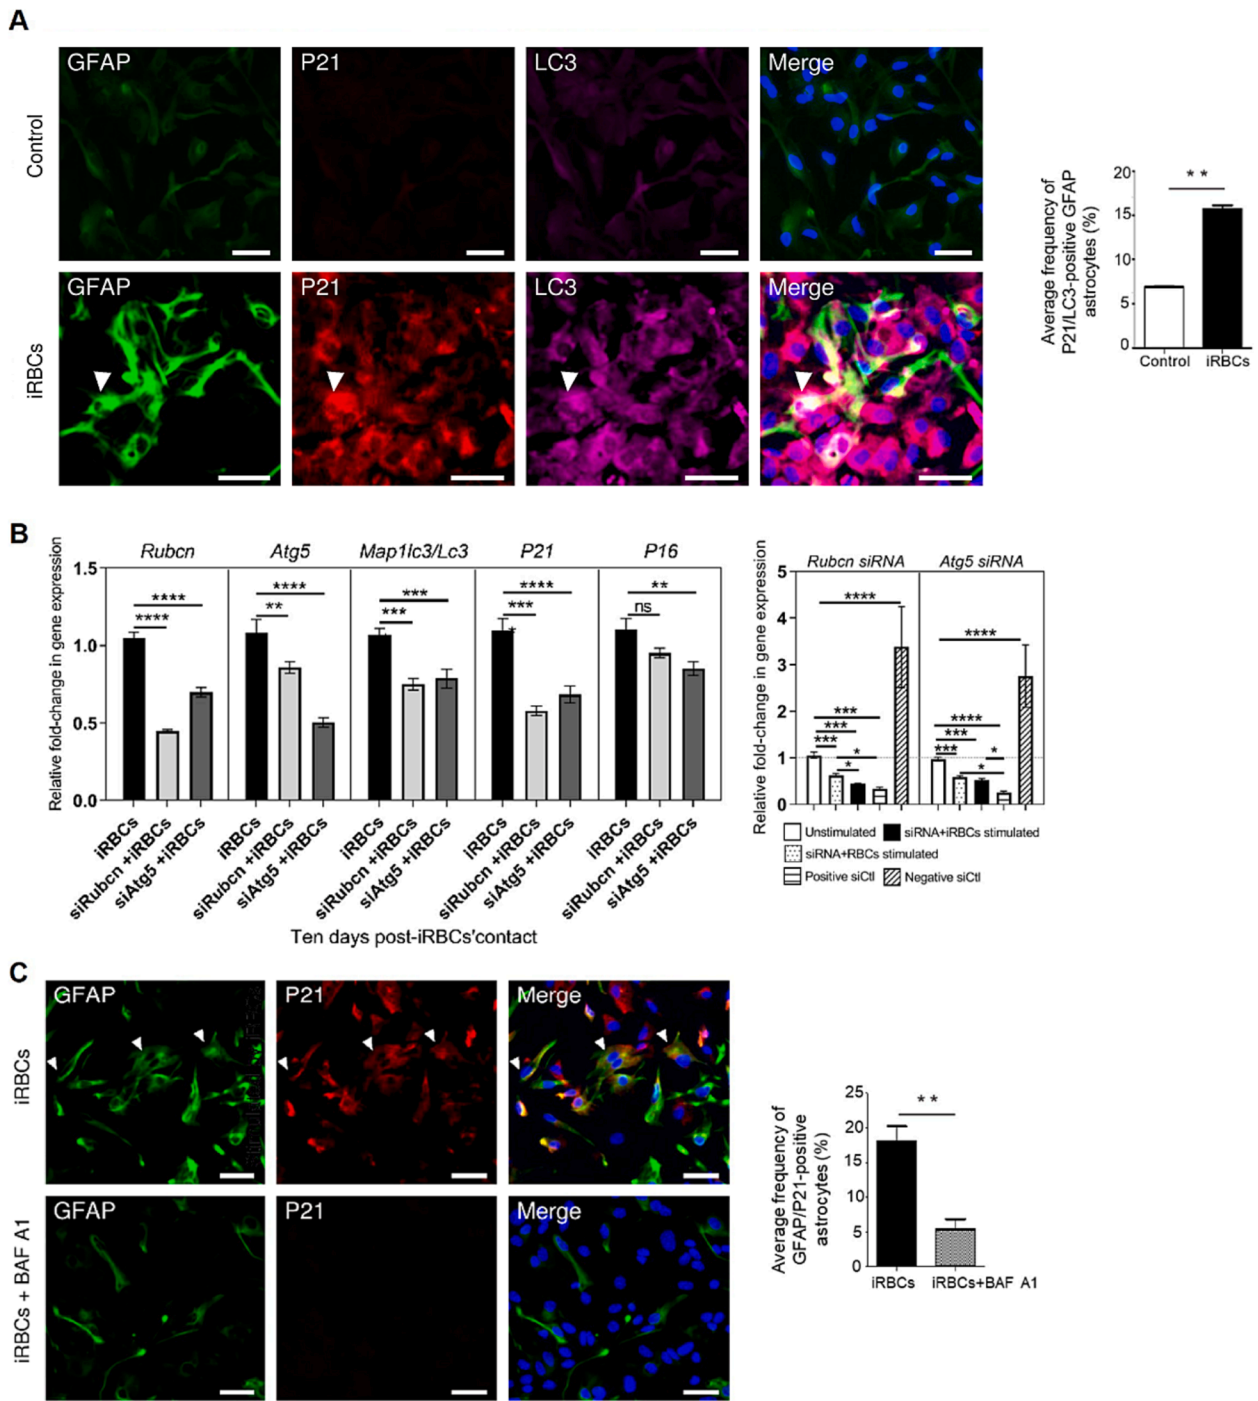 A
GFAP P21 LC3 Merge
Control
GFAP P21 LC3 Merge
iRBCs
Average frequency of
P21/LC3-positive GFAP
astrocytes (%)
20
15
10
5
0
**
Control iRBCs
B
Relative fold-change in gene expression
Rubcn Atg5 Map1lc3/Lc3 P21 P16
1.5
1.0
0.5
0.0
**** ****
** ****
*** ***
*** **** *
ns **
iRBCs siRubcn +iRBCs siAtg5 +iRBCs
iRBCs siRubcn +iRBCs siAtg5 +iRBCs
iRBCs siRubcn +iRBCs siAtg5 +iRBCs
iRBCs siRubcn +iRBCs siAtg5 +iRBCs
iRBCs siRubcn +iRBCs siAtg5 +iRBCs
Ten days post-iRBCs'contact
Relative fold-change in gene expression
Rubcn siRNA Atg5 siRNA
5
4
3
2
1
0
****
***
***
***
*
*
****
****
***
***
*
*
Unstimulated siRNA+iRBCs stimulated
siRNA+RBCs stimulated
Positive siCtl Negative siCtl
C
GFAP P21 Merge
iRBCs
GFAP P21 Merge
iRBCs + BAF A1
Average frequency of
GFAP/P21-positive
astrocytes (%)
25
20
15
10
5
0
**
iRBCs iRBCs+BAF A1